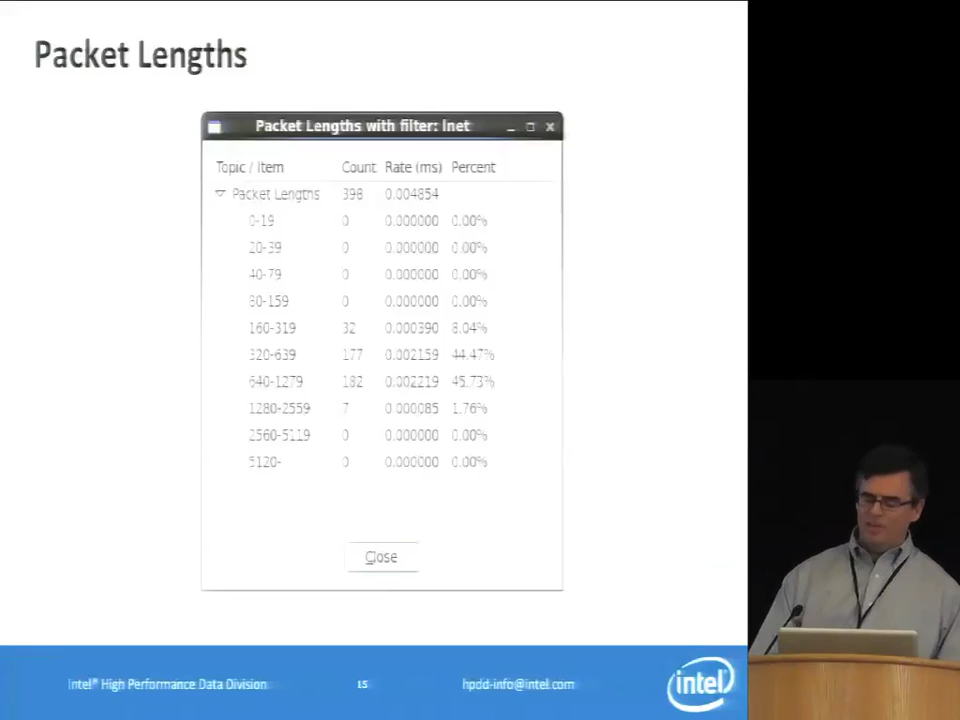 Packet Lengths
Packet Lengths with filter: lnet
Topic / Item Count Rate (ms) Percent
Packet Lengths 398 0.004854
0-19 0 0.000000 0.00%
20-39 0 0.000000 0.00%
40-79 0 0.000000 0.00%
80-159 0 0.000000 0.00%
160-319 32 0.000390 8.04%
320-639 177 0.002159 44.47%
640-1279 182 0.002219 45.73%
1280-2559 7 0.000085 1.76%
2560-5119 0 0.000000 0.00%
5120- 0 0.000000 0.00%
Close
Intel® High Performance Data Division 15 hpdd-info@intel.com
intel